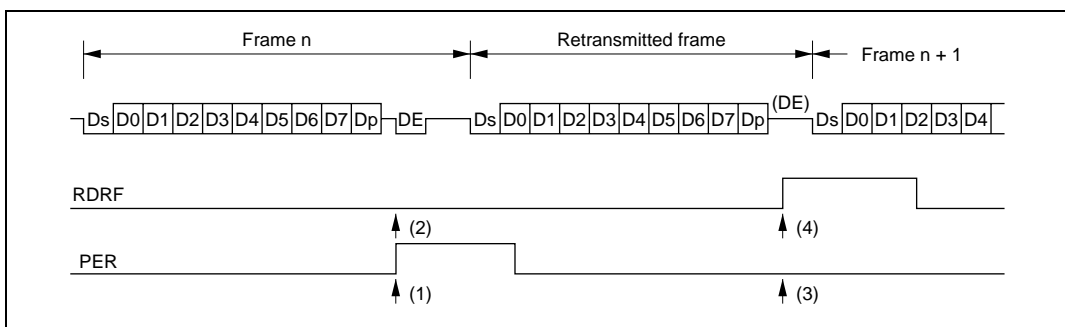 Frame n Retransmitted frame Frame n + 1
(DE)
Ds D0 D1 D2 D3 D4 D5 D6 D7 Dp DE Ds D0 D1 D2 D3 D4 D5 D6 D7 Dp Ds D0 D1 D2 D3 D4
RDRF
(2) (4)
PER
(1) (3)